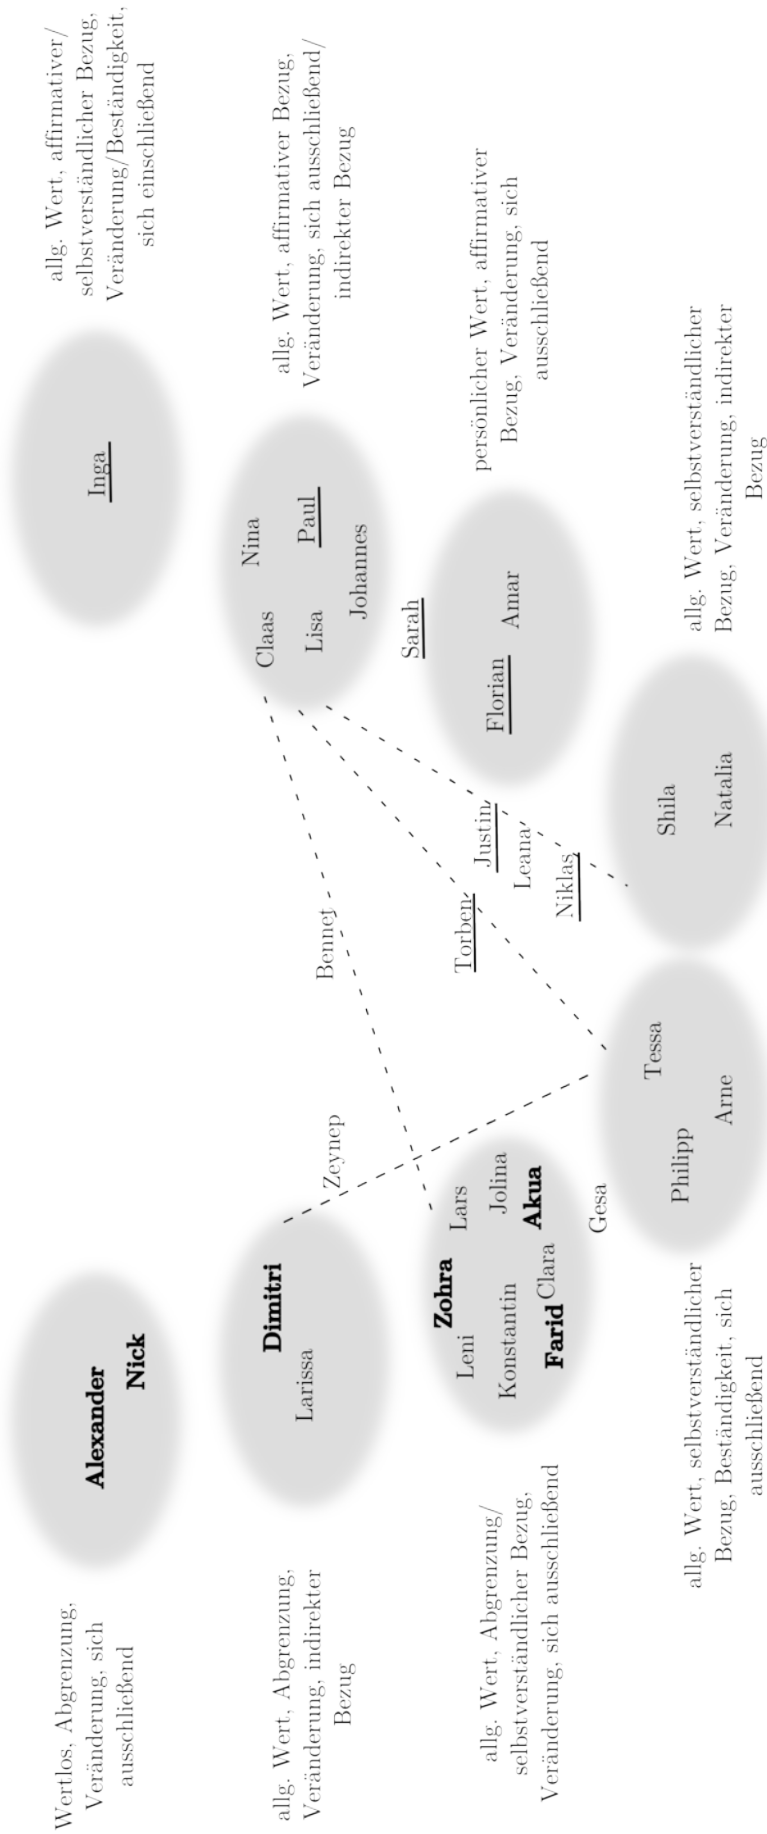 Wertlos, Abgrenzung,
Veränderung, sich
ausschließend
Alexander
Nick
Inga
allg. Wert, affirmativer/
selbstverständlicher Bezug,
Veränderung/Beständigkeit,
sich einschließend
allg. Wert, Abgrenzung,
Veränderung, indirekter
Bezug
Dimitri
Larissa
Zeynep
Bennet
Claas
Nina
Lisa
Paul
Johannes
allg. Wert, affirmativer Bezug,
Veränderung, sich ausschließend/
indirekter Bezug
Sarah
allg. Wert, Abgrenzung/
selbstverständlicher Bezug,
Veränderung, sich ausschließend
Zohra
Leni
Lars
Konstantin
Jolina
Akua
Farid
Clara
Gesa
Torben
Justin
Leana
Niklas
Florian
Amar
persönlicher Wert, affirmativer
Bezug, Veränderung, sich
ausschließend
allg. Wert, selbstverständlicher
Bezug, Beständigkeit, sich
ausschließend
Tessa
Philipp
Arne
Shila
Natalia
allg. Wert, selbstverständlicher
Bezug, Veränderung, indirekter
Bezug